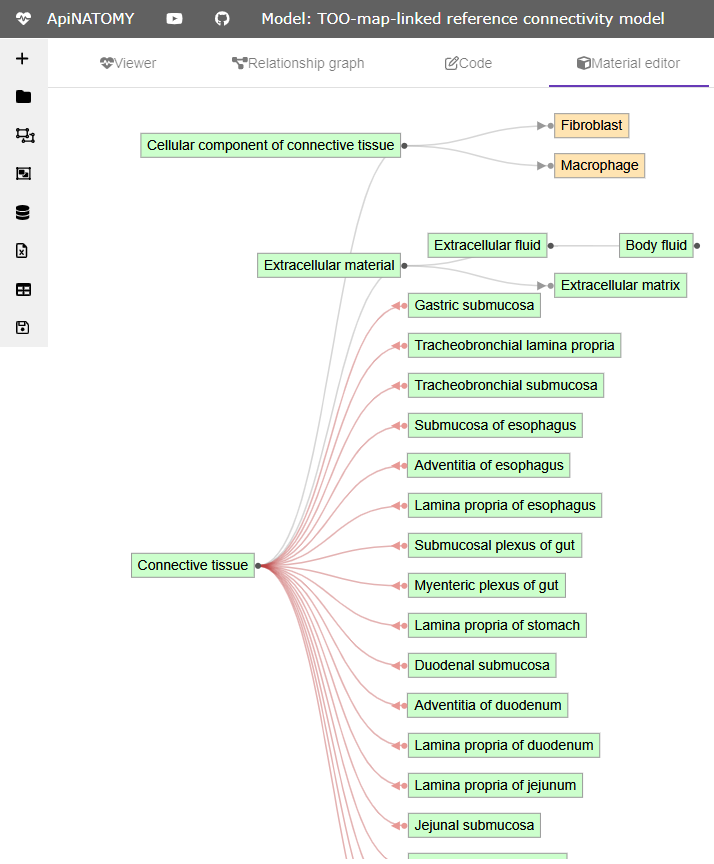 ApiNATOMY Model: TOO-map-linked reference connectivity model
Viewer Relationship graph Code Material editor
Fibroblast
Cellular component of connective tissue
Macrophage
Extracellular fluid Body fluid
Extracellular material
Extracellular matrix
Gastric submucosa
Tracheobronchial lamina propria
Tracheobronchial submucosa
Submucosa of esophagus
Adventitia of esophagus
Lamina propria of esophagus
Submucosal plexus of gut
Connective tissue
Myenteric plexus of gut
Lamina propria of stomach
Duodenal submucosa
Adventitia of duodenum
Lamina propria of duodenum
Lamina propria of jejunum
Jejunal submucosa